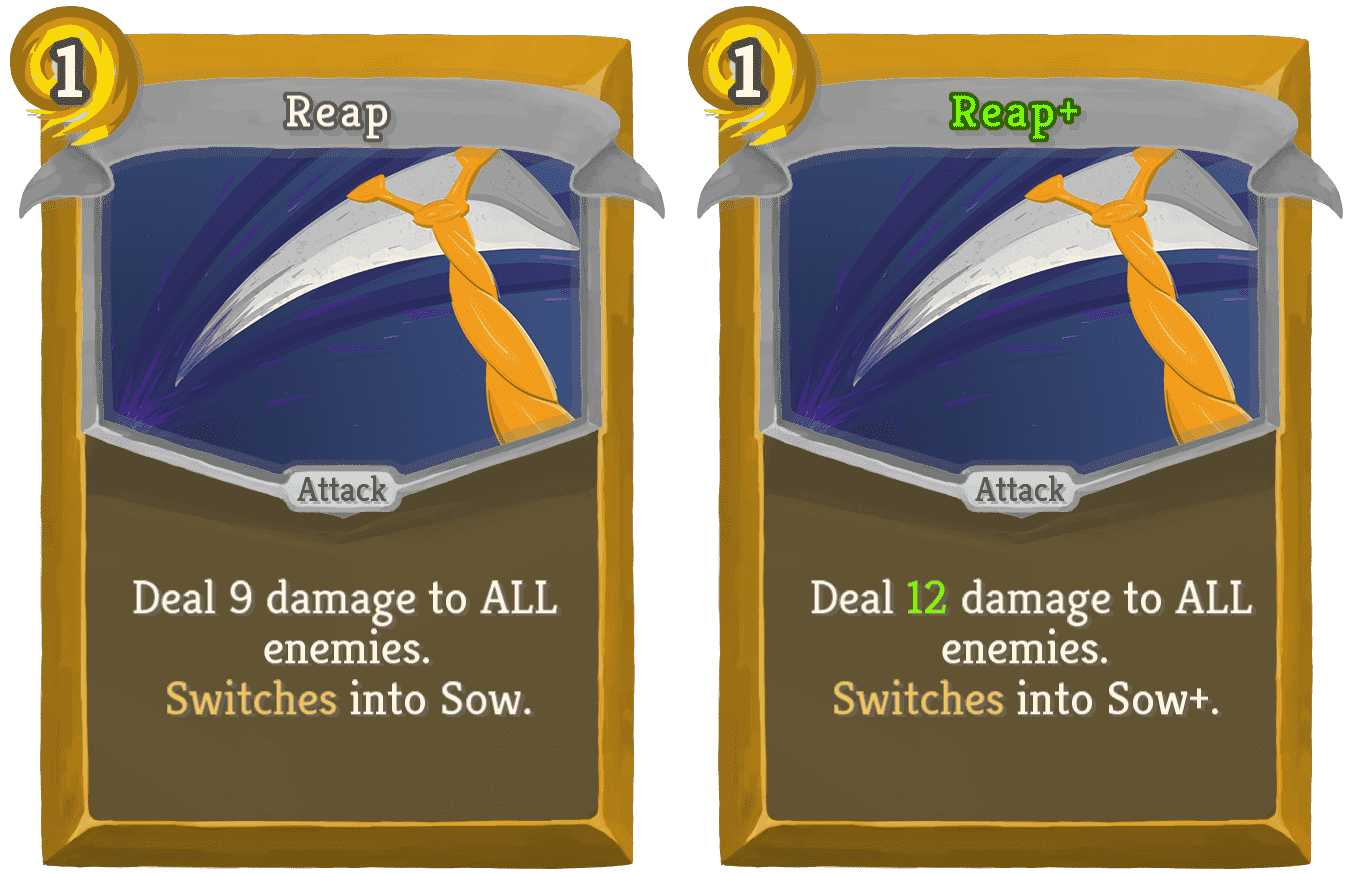 1
Reap
Attack
Deal 9 damage to ALL
enemies.
Switches into Sow.
1
Reap+
Attack
Deal 12 damage to ALL
enemies.
Switches into Sow+.